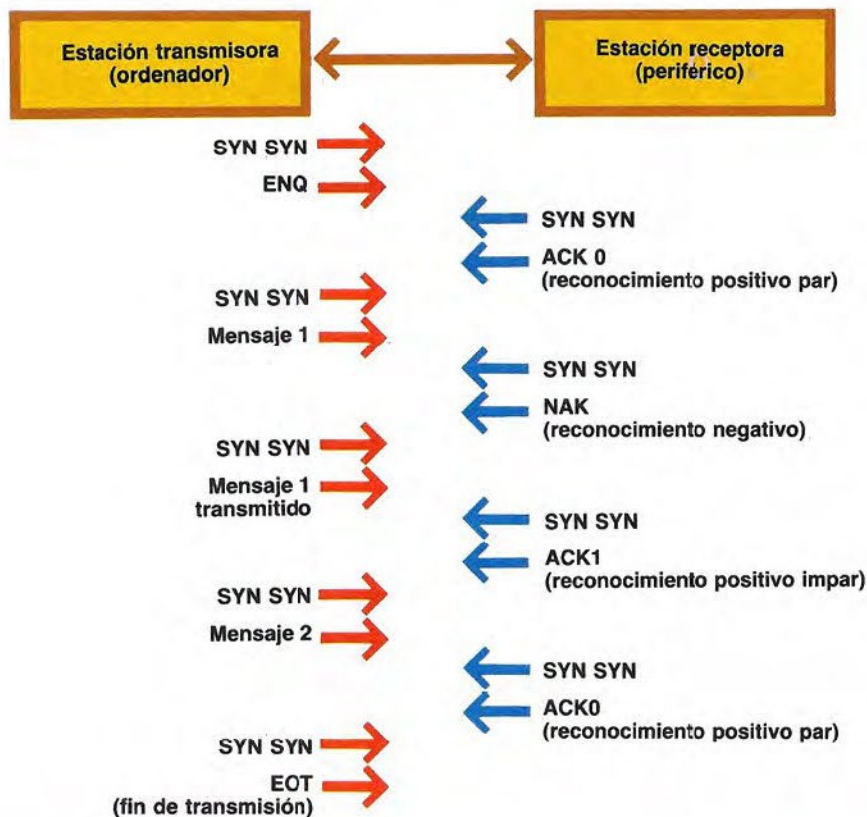 Estación transmisora
(ordenador)
Estación receptora
(periférico)
SYN SYN
ENQ
SYN SYN
ACK 0
(reconocimiento positivo par)
SYN SYN
Mensaje 1
SYN SYN
NAK
(reconocimiento negativo)
SYN SYN
Mensaje 1
transmitido
SYN SYN
ACK1
(reconocimiento positivo impar)
SYN SYN
Mensaje 2
SYN SYN
ACK0
(reconocimiento positivo par)
SYN SYN
EOT
(fin de transmisión)